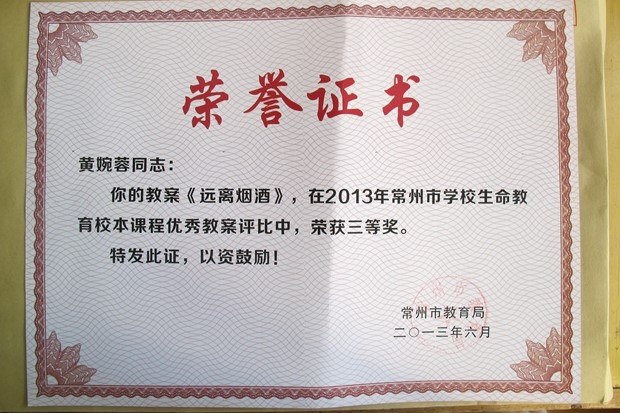 荣誉证书
黄婉蓉同志：
你的教案《远离烟酒》，在2013年常州市学校生命教
育校本课程优秀教案评比中，荣获三等奖。
特发此证，以资鼓励！
常州市教育局
二〇一三年六月